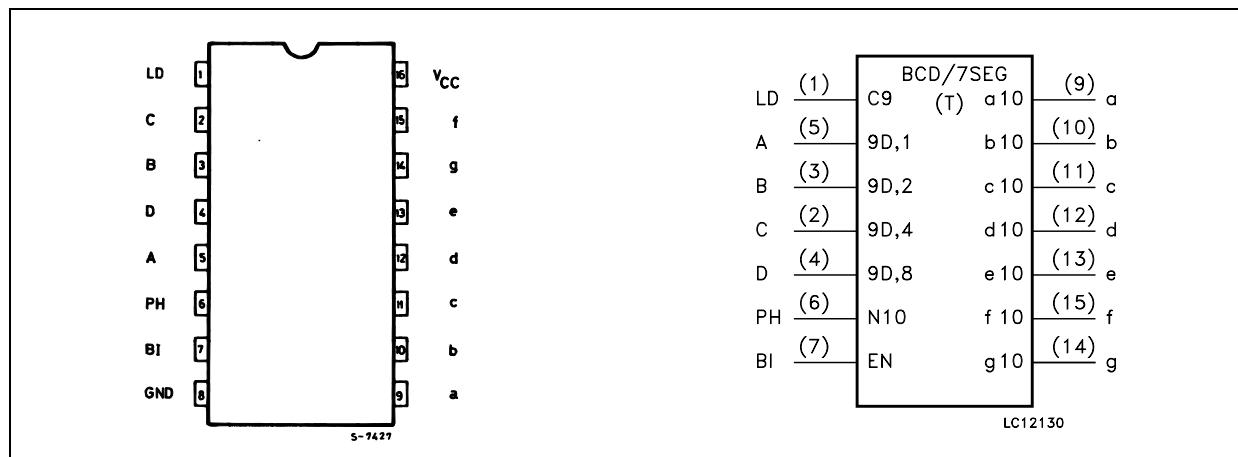 LD 1 16 VCC
C 2 15 f
B 3 14 g
D 4 13 e
A 5 12 d
PH 6 11 c
BI 7 10 b
GND 8 9 a
S-7427
BCD/7SEG
(T)
LD (1) C9 a10 (9) a
A (5) 9D,1 b10 (10) b
B (3) 9D,2 c10 (11) c
C (2) 9D,4 d10 (12) d
D (4) 9D,8 e10 (13) e
PH (6) N10 f10 (15) f
BI (7) EN g10 (14) g
LC12130